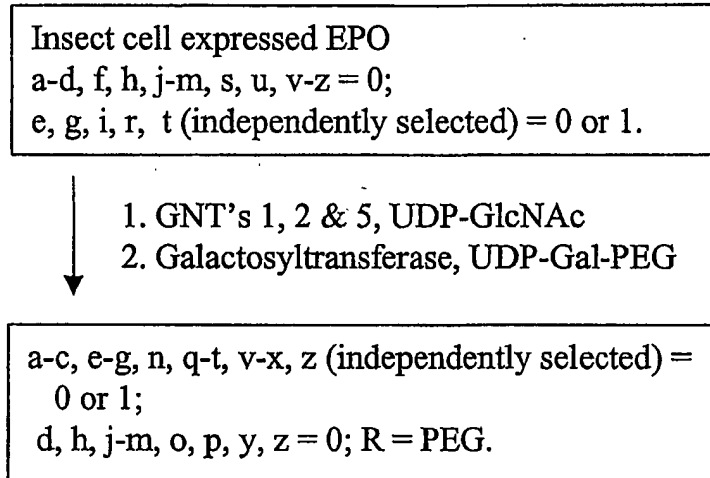 Insect cell expressed EPO
a-d, f, h, j-m, s, u, v-z = 0;
e, g, i, r, t (independently selected) = 0 or 1.
1. GNT's 1, 2 & 5, UDP-GlcNAc
2. Galactosyltransferase, UDP-Gal-PEG
a-c, e-g, n, q-t, v-x, z (independently selected) =
0 or 1;
d, h, j-m, o, p, y, z = 0; R = PEG.